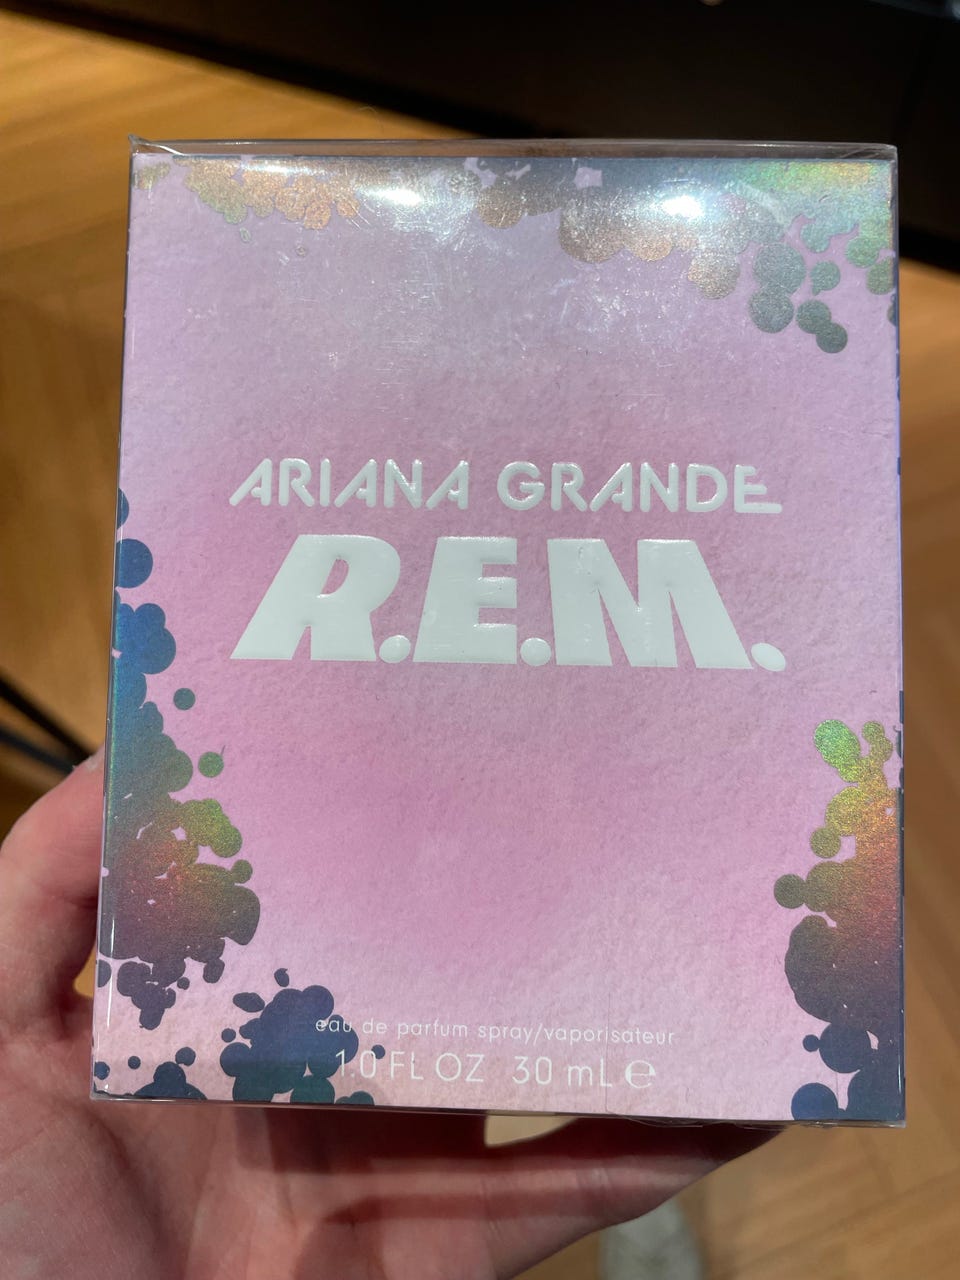 ARIANA GRANDE
R.E.M.
eau de parfum spray/vaporisateur
1.0 FL OZ 30 mL ℮